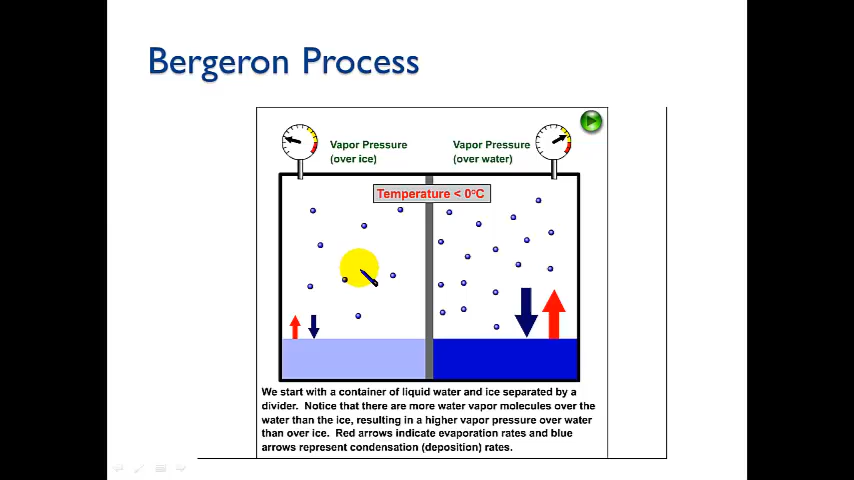 Bergeron Process
Vapor Pressure
(over ice)
Vapor Pressure
(over water)
Temperature < 0°C
We start with a container of liquid water and ice separated by a
divider. Notice that there are more water vapor molecules over the
water than the ice, resulting in a higher vapor pressure over water
than over ice. Red arrows indicate evaporation rates and blue
arrows represent condensation (deposition) rates.